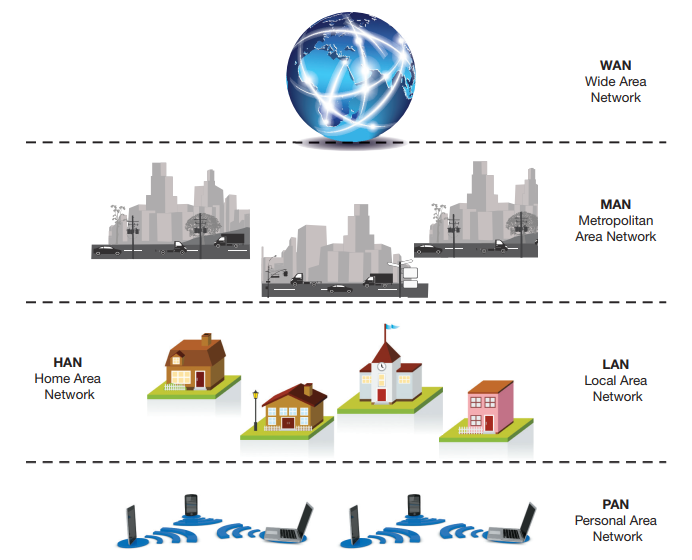 WAN
Wide Area
Network
MAN
Metropolitan
Area Network
HAN
Home Area
Network
LAN
Local Area
Network
PAN
Personal Area
Network